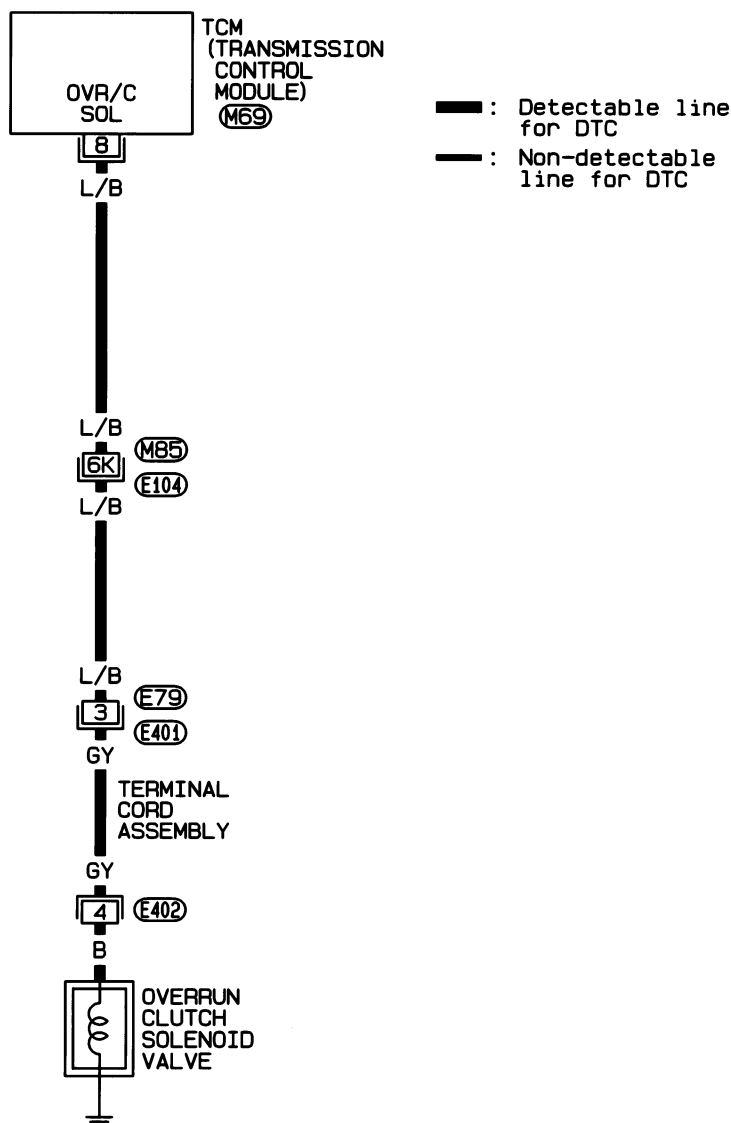 TCM
(TRANSMISSION
CONTROL
MODULE)
M69
OVR/C
SOL
8
L/B
: Detectable line
for DTC
: Non-detectable
line for DTC
L/B
6K
M85
E104
L/B
L/B
3
E79
E401
GY
TERMINAL
CORD
ASSEMBLY
GY
4
E402
B
OVERRUN
CLUTCH
SOLENOID
VALVE